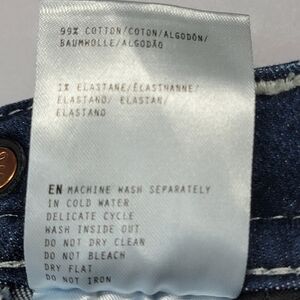 99% COTTON/COTON/ALGODÓN/
BAUMWOLLE/ALGODÃO
1% ELASTANE/ÉLASTHANNE/
ELASTANO/ ELASTAN/
ELASTANO
EN MACHINE WASH SEPARATELY
IN COLD WATER
DELICATE CYCLE
WASH INSIDE OUT
DO NOT DRY CLEAN
DO NOT BLEACH
DRY FLAT
DO NOT IRON